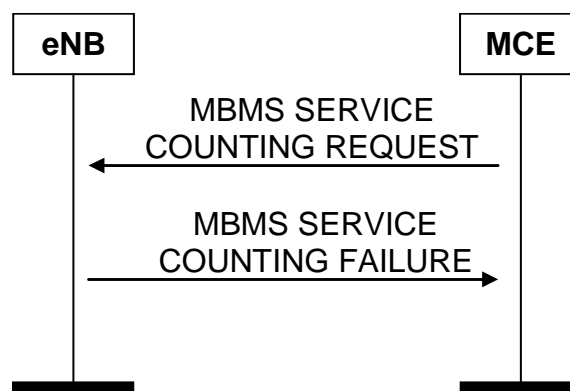 eNB
MCE
MBMS SERVICE
COUNTING REQUEST
MBMS SERVICE
COUNTING FAILURE